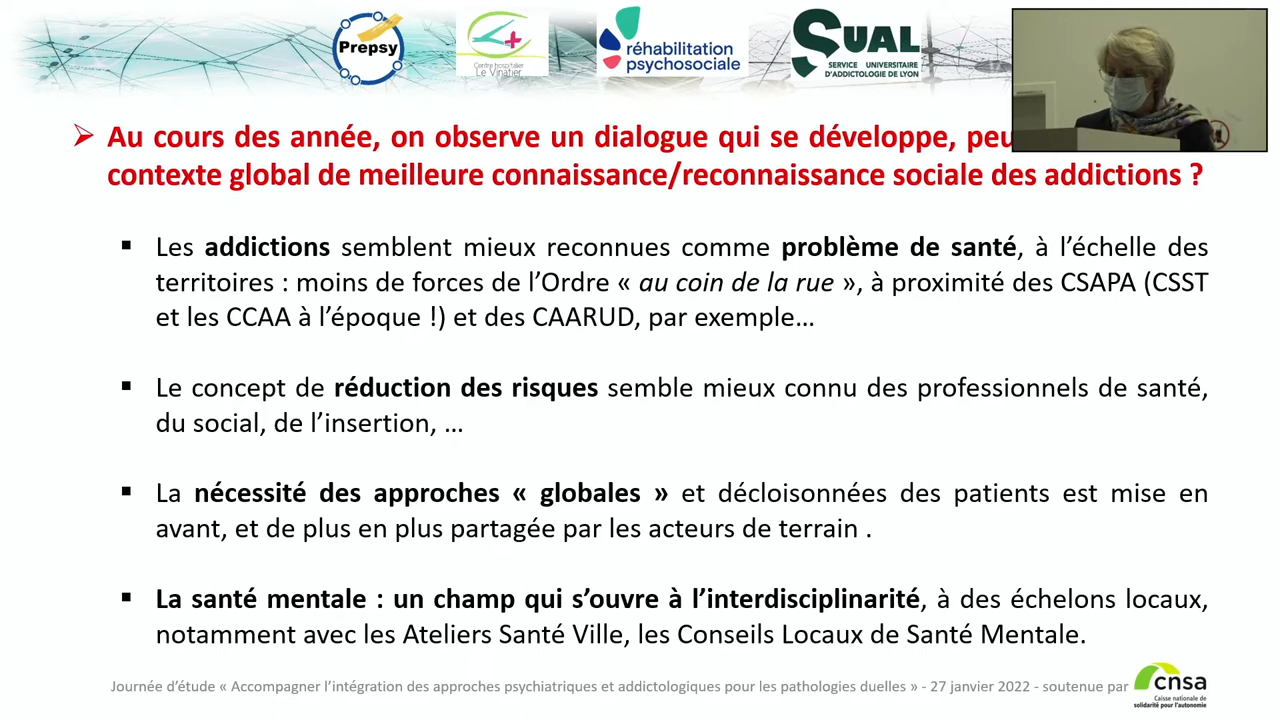 Prepsy
Centre hospitalier
Le Vinatier
réhabilitation
psychosociale
SUAL
SERVICE UNIVERSITAIRE
D'ADDICTOLOGIE DE LYON
➢ Au cours des année, on observe un dialogue qui se développe,
contexte global de meilleure connaissance/reconnaissance sociale des addictions ?
▪ Les addictions semblent mieux reconnues comme problème de santé, à l’échelle des
territoires : moins de forces de l’Ordre « au coin de la rue », à proximité des CSAPA (CSST
et les CCAA à l’époque !) et des CAARUD, par exemple…
▪ Le concept de réduction des risques semble mieux connu des professionnels de santé,
du social, de l’insertion, …
▪ La nécessité des approches « globales » et décloisonnées des patients est mise en
avant, et de plus en plus partagée par les acteurs de terrain .
▪ La santé mentale : un champ qui s’ouvre à l’interdisciplinarité, à des échelons locaux,
notamment avec les Ateliers Santé Ville, les Conseils Locaux de Santé Mentale.
Journée d’étude « Accompagner l’intégration des approches psychiatriques et addictologiques pour les pathologies duelles » - 27 janvier 2022 - soutenue par
cnsa
Caisse nationale de
solidarité pour l'autonomie